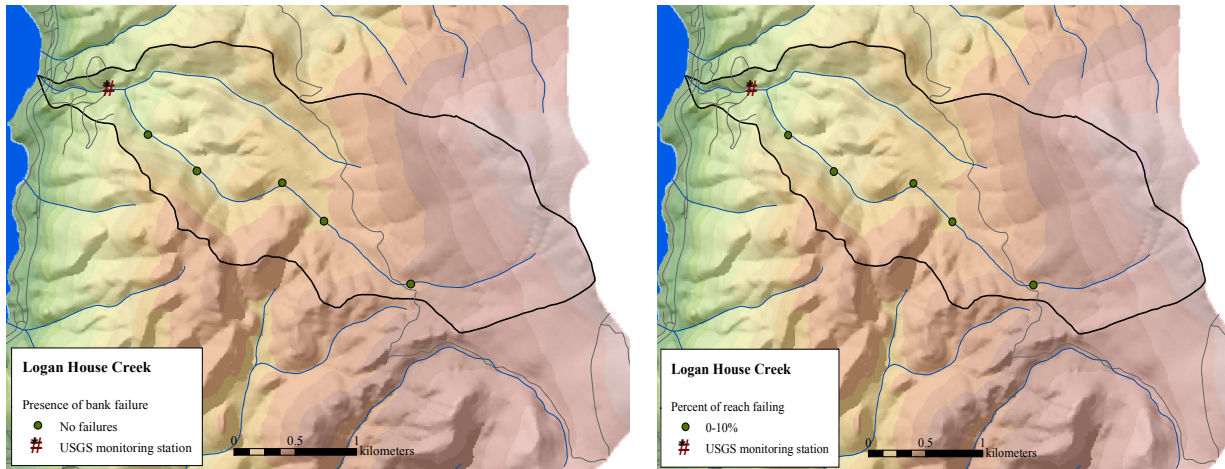 Logan House Creek
Presence of bank failure
No failures
USGS monitoring station
0 0.5 1
kilometers
Logan House Creek
Percent of reach failing
0-10%
USGS monitoring station
0 0.5 1
kilometers